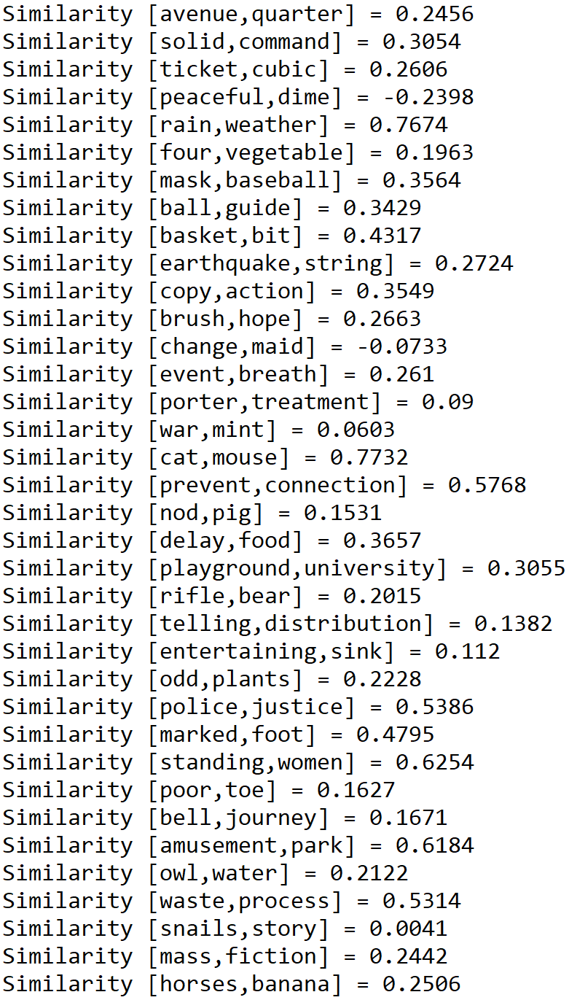 Similarity [avenue,quarter] = 0.2456
Similarity [solid,command] = 0.3054
Similarity [ticket,cubic] = 0.2606
Similarity [peaceful,dime] = -0.2398
Similarity [rain,weather] = 0.7674
Similarity [four,vegetable] = 0.1963
Similarity [mask,baseball] = 0.3564
Similarity [ball,guide] = 0.3429
Similarity [basket,bit] = 0.4317
Similarity [earthquake,string] = 0.2724
Similarity [copy,action] = 0.3549
Similarity [brush,hope] = 0.2663
Similarity [change,maid] = -0.0733
Similarity [event,breath] = 0.261
Similarity [porter,treatment] = 0.09
Similarity [war,mint] = 0.0603
Similarity [cat,mouse] = 0.7732
Similarity [prevent,connection] = 0.5768
Similarity [nod,pig] = 0.1531
Similarity [delay,food] = 0.3657
Similarity [playground,university] = 0.3055
Similarity [rifle,bear] = 0.2015
Similarity [telling,distribution] = 0.1382
Similarity [entertaining,sink] = 0.112
Similarity [odd,plants] = 0.2228
Similarity [police,justice] = 0.5386
Similarity [marked,foot] = 0.4795
Similarity [standing,women] = 0.6254
Similarity [poor,toe] = 0.1627
Similarity [bell,journey] = 0.1671
Similarity [amusement,park] = 0.6184
Similarity [owl,water] = 0.2122
Similarity [waste,process] = 0.5314
Similarity [snails,story] = 0.0041
Similarity [mass,fiction] = 0.2442
Similarity [horses,banana] = 0.2506